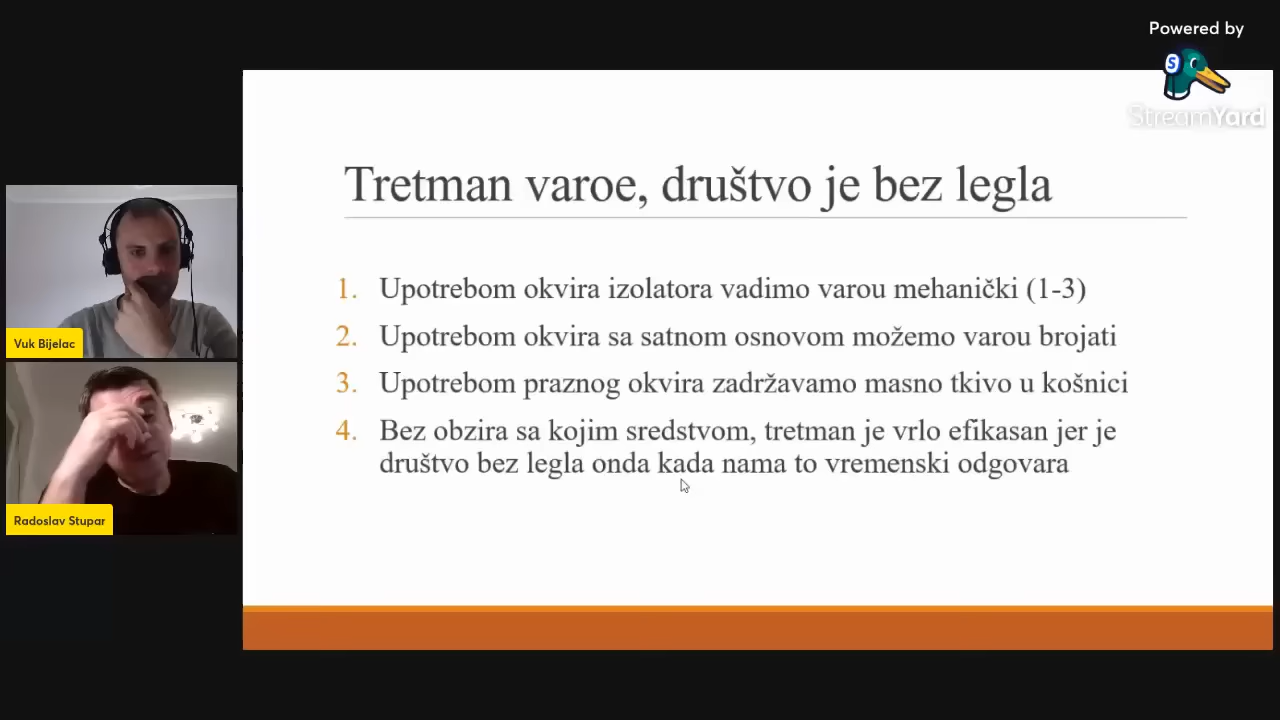 Powered by
StreamYard
Tretman varoe, društvo je bez legla
1. Upotrebom okvira izolatora vadimo varou mehanički (1-3)
2. Upotrebom okvira sa satnom osnovom možemo varou brojati
3. Upotrebom praznog okvira zadržavamo masno tkivo u košnici
4. Bez obzira sa kojim sredstvom, tretman je vrlo efikasan jer je
društvo bez legla onda kada nama to vremenski odgovara
Vuk Bijelac
Radoslav Stupar